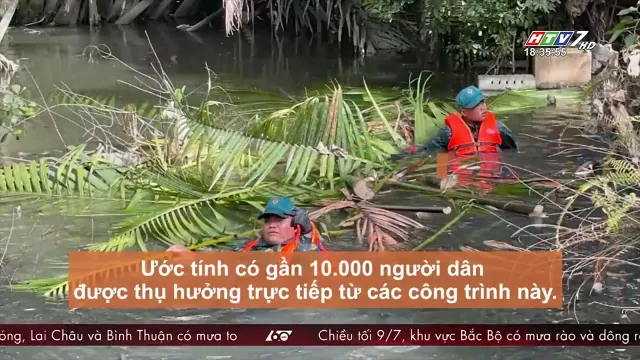 HTV7 HD
18:35:55
Ước tính có gần 10.000 người dân
được thụ hưởng trực tiếp từ các công trình này.
óng, Lai Châu và Bình Thuận có mưa to Chiều tối 9/7, khu vực Bắc Bộ có mưa rào và dông r